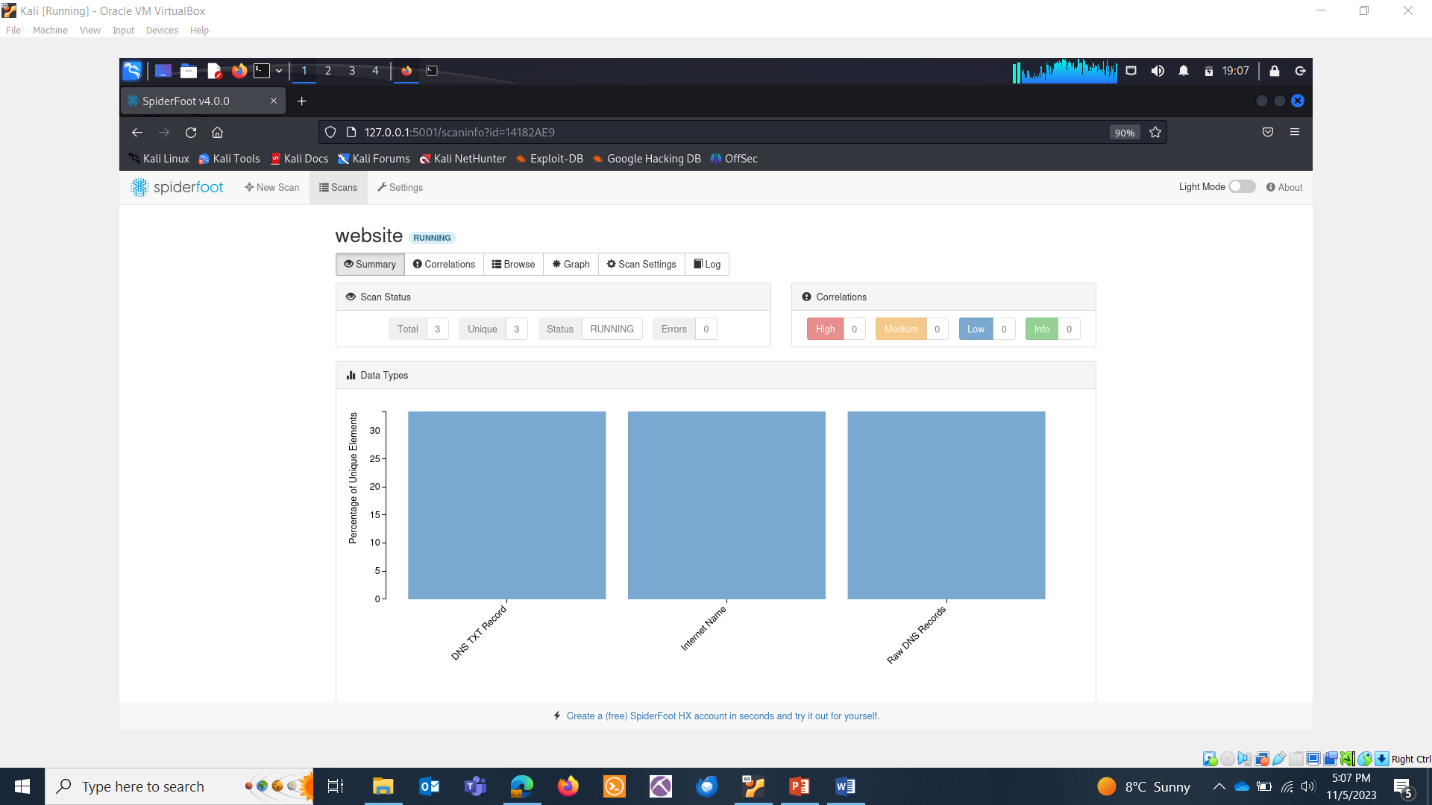 Kali [Running] - Oracle VM VirtualBox
File Machine View Input Devices Help
1 2 3 4 19:07
SpiderFoot v4.0.0
127.0.0.1:5001/scaninfo?id=14182AE9 90%
Kali Linux Kali Tools Kali Docs Kali Forums Kali NetHunter Exploit-DB Google Hacking DB OffSec
spiderfoot New Scan Scans Settings Light Mode About
website RUNNING
Summary Correlations Browse Graph Scan Settings Log
Scan Status
Total 3 Unique 3 Status RUNNING Errors 0
Correlations
High 0 Medium 0 Low 0 Info 0
Data Types
Percentage of Unique Elements
30
25
20
15
10
5
0
DNS TXT Record
Internet Name
Raw DNS Records
Create a (free) SpiderFoot HX account in seconds and try it out for yourself.
Right Ctrl
Type here to search
8°C Sunny
5:07 PM
11/5/2023
5